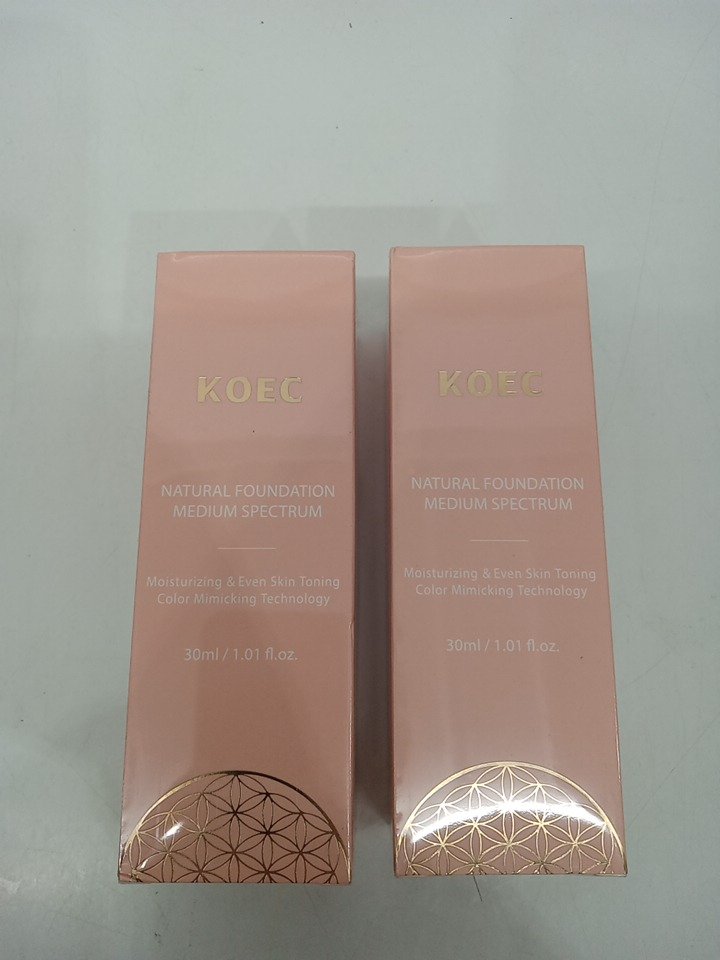 KOEC
NATURAL FOUNDATION
MEDIUM SPECTRUM
Moisturizing & Even Skin Toning
Color Mimicking Technology
30ml / 1.01 fl.oz.
KOEC
NATURAL FOUNDATION
MEDIUM SPECTRUM
Moisturizing & Even Skin Toning
Color Mimicking Technology
30ml / 1.01 fl.oz.